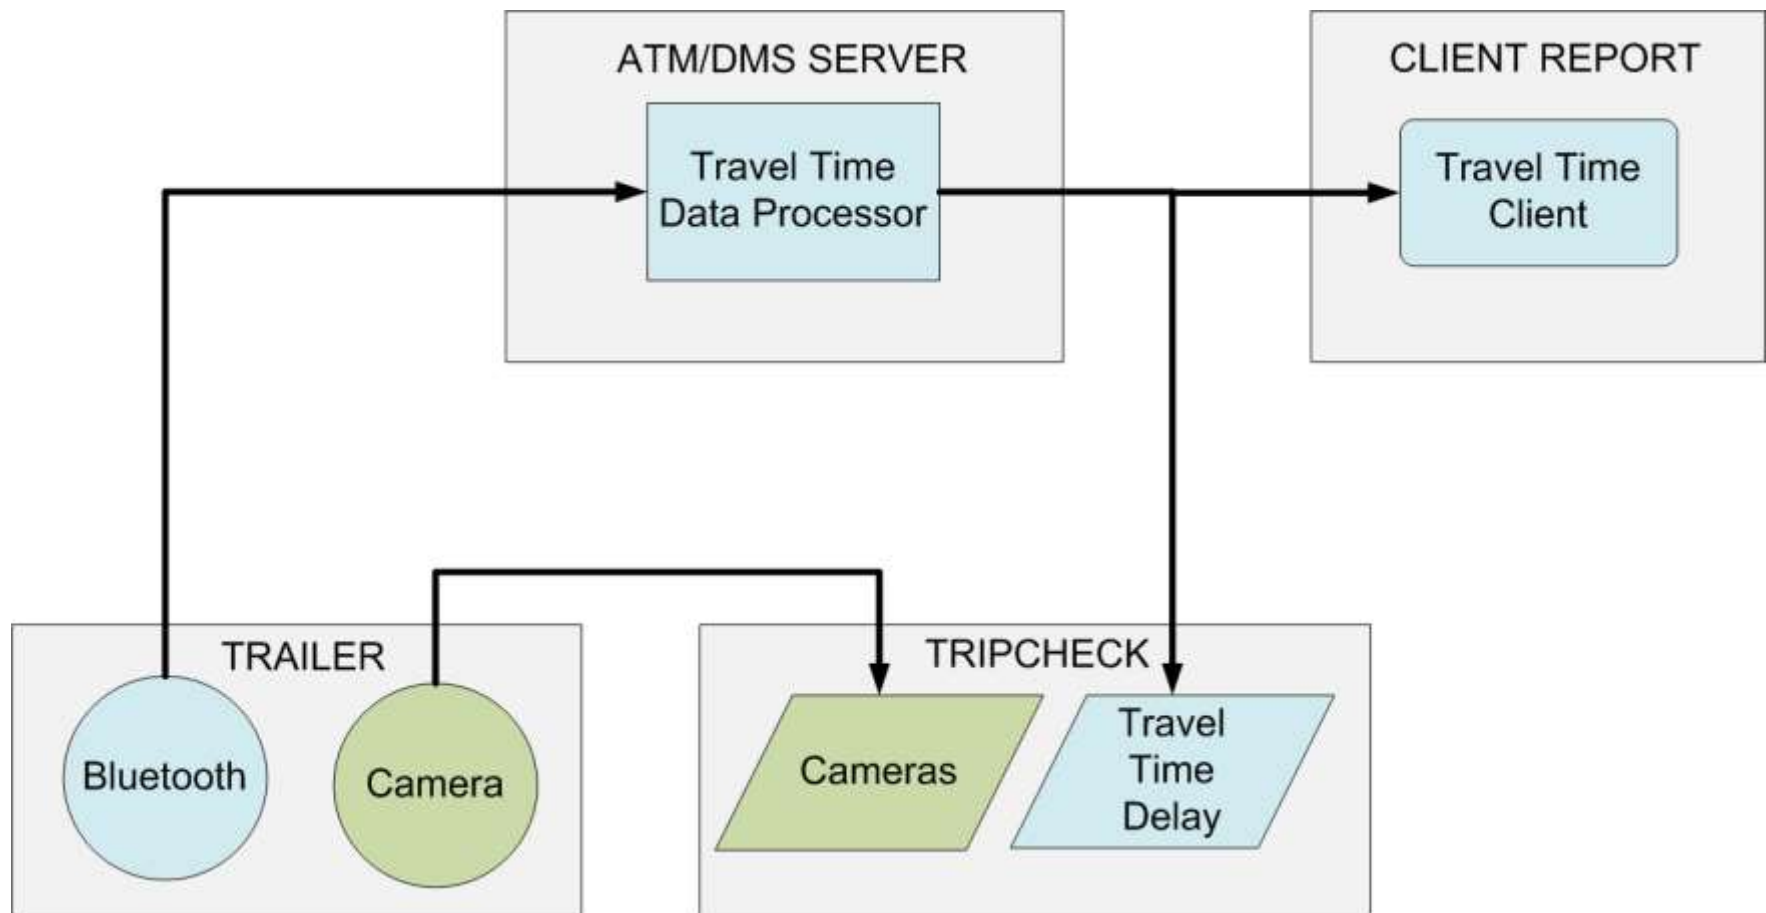 ATM/DMS SERVER
Travel Time
Data Processor
CLIENT REPORT
Travel Time
Client
TRAILER
Bluetooth
Camera
TRIPCHECK
Cameras
Travel
Time
Delay